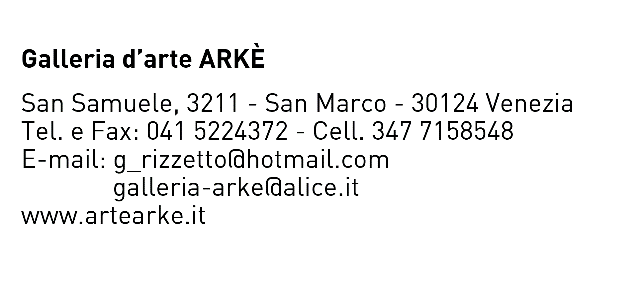 Galleria d’arte ARKÈ
San Samuele, 3211 - San Marco - 30124 Venezia
Tel. e Fax: 041 5224372 - Cell. 347 7158548
E-mail: g_rizzetto@hotmail.com
galleria-arke@alice.it
www.artearke.it